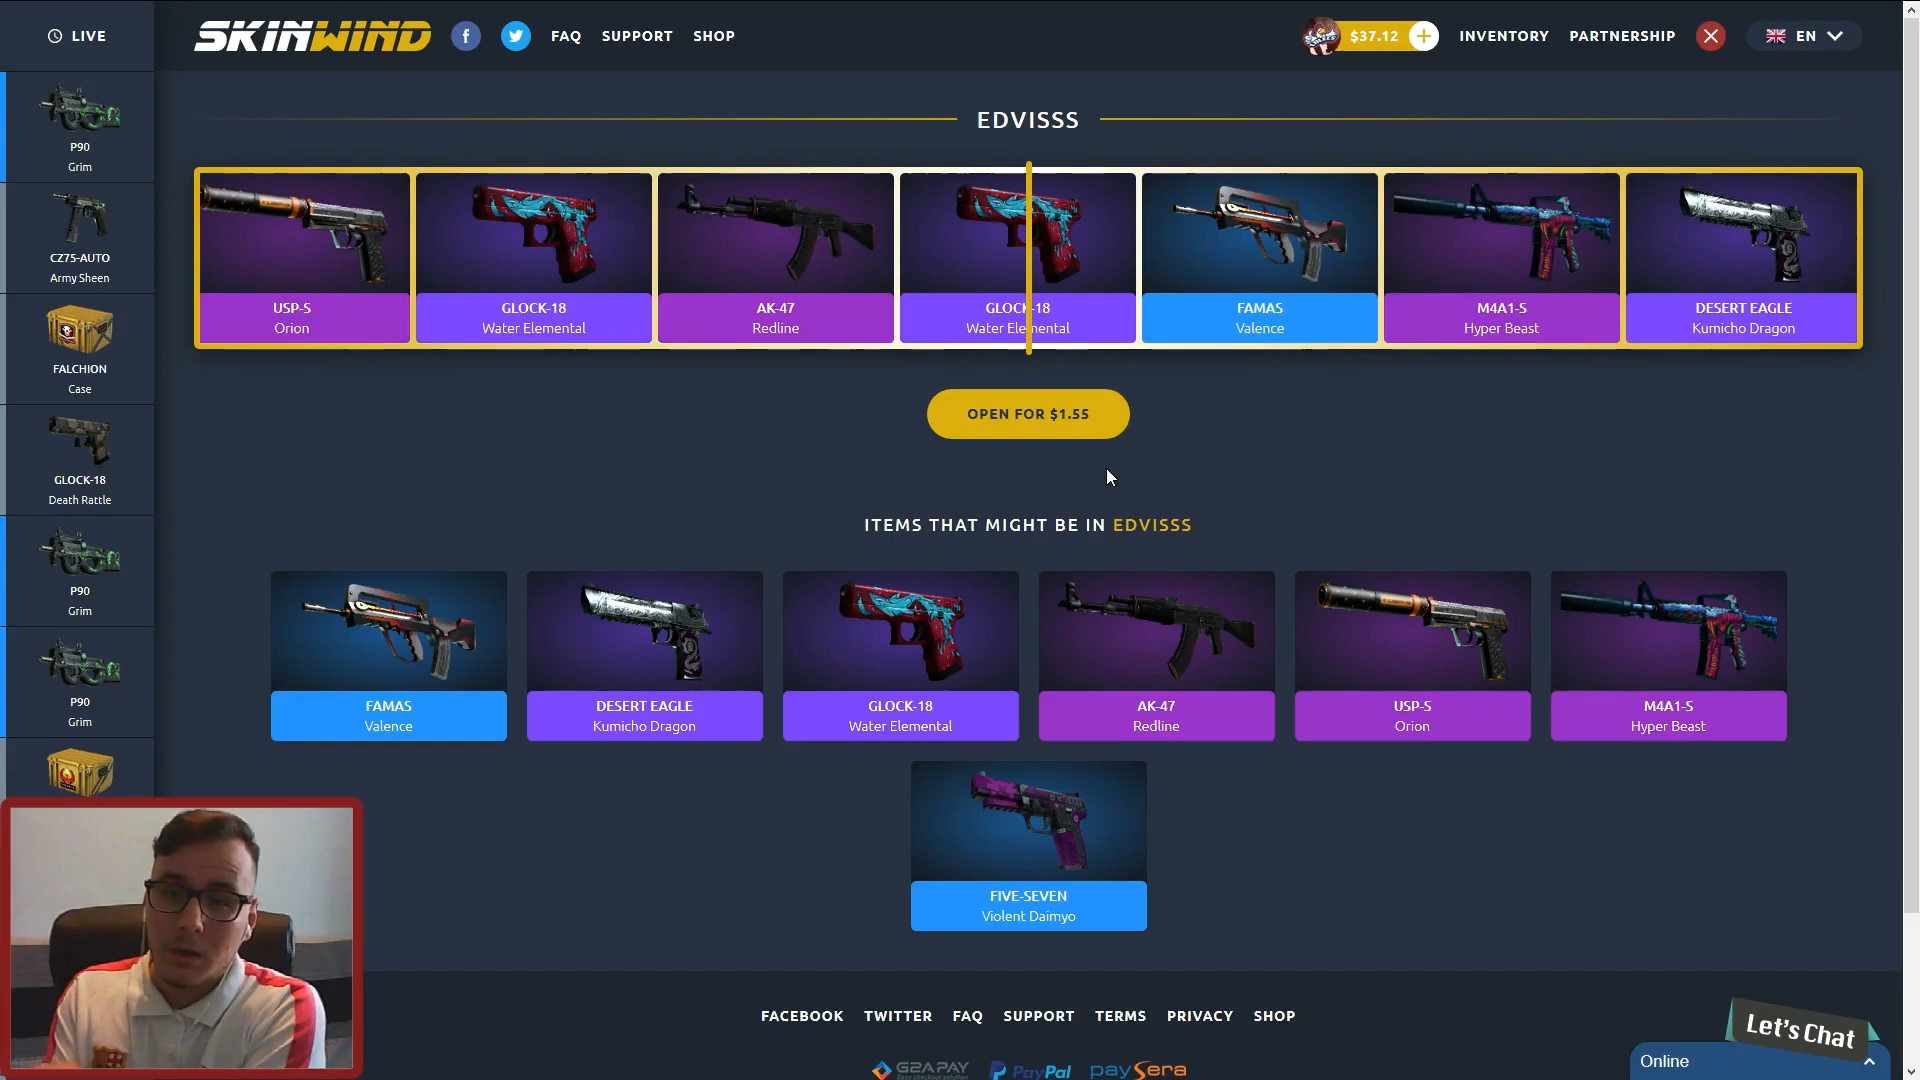 LIVE
SKINWIND
f
FAQ
SUPPORT
SHOP
$37.12
INVENTORY
PARTNERSHIP
EN
P90
Grim
CZ75-AUTO
Army Sheen
FALCHION
Case
GLOCK-18
Death Rattle
P90
Grim
P90
Grim
EDVISSS
USP-S
Orion
GLOCK-18
Water Elemental
AK-47
Redline
GLOCK-18
Water Elemental
FAMAS
Valence
M4A1-S
Hyper Beast
DESERT EAGLE
Kumicho Dragon
OPEN FOR $1.55
ITEMS THAT MIGHT BE IN EDVISSS
FAMAS
Valence
DESERT EAGLE
Kumicho Dragon
GLOCK-18
Water Elemental
AK-47
Redline
USP-S
Orion
M4A1-S
Hyper Beast
FIVE-SEVEN
Violent Daimyo
FACEBOOK
TWITTER
FAQ
SUPPORT
TERMS
PRIVACY
SHOP
G2APAY
PayPal
paySera
Let's Chat
Online